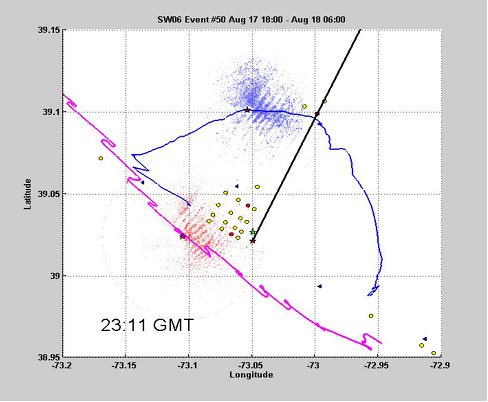 SW06 Event #50 Aug 17 18:00 - Aug 18 06:00
39.15
39.1
39.05
39
38.95
Latitude
23:11 GMT
-73.2 -73.15 -73.1 -73.05 -73 -72.95 -72.9
Longitude